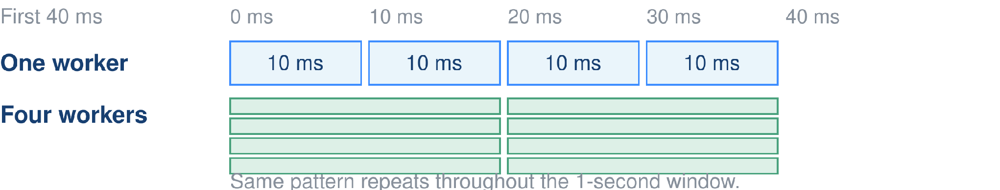 First 40 ms 0 ms 10 ms 20 ms 30 ms 40 ms
One worker 10 ms 10 ms 10 ms 10 ms
Four workers
Same pattern repeats throughout the 1-second window.